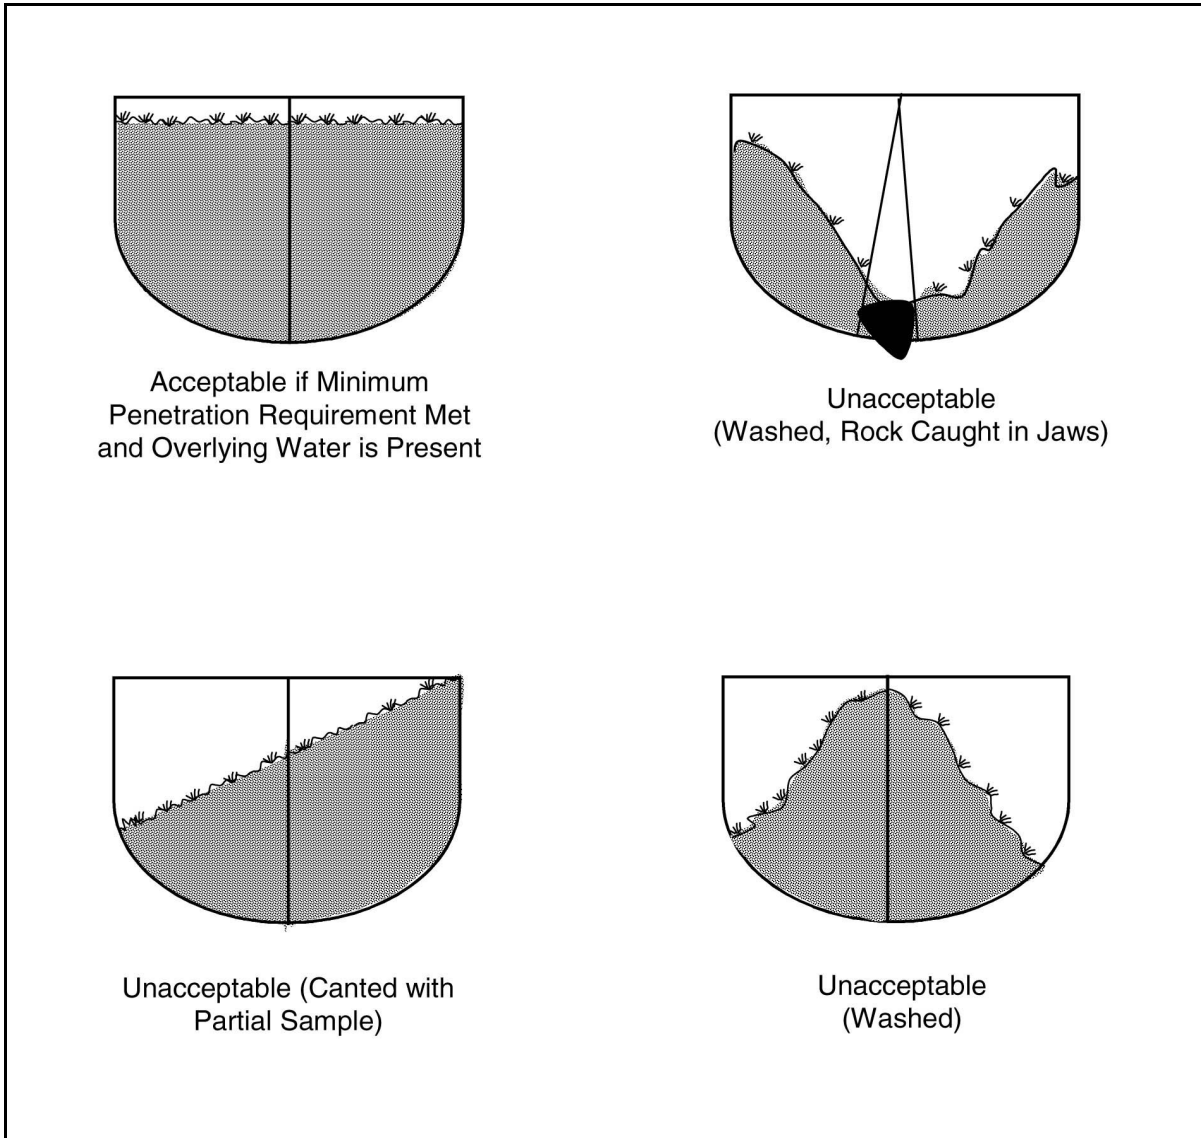 Acceptable if Minimum
Penetration Requirement Met
and Overlying Water is Present
Unacceptable
(Washed, Rock Caught in Jaws)
Unacceptable (Canted with
Partial Sample)
Unacceptable
(Washed)